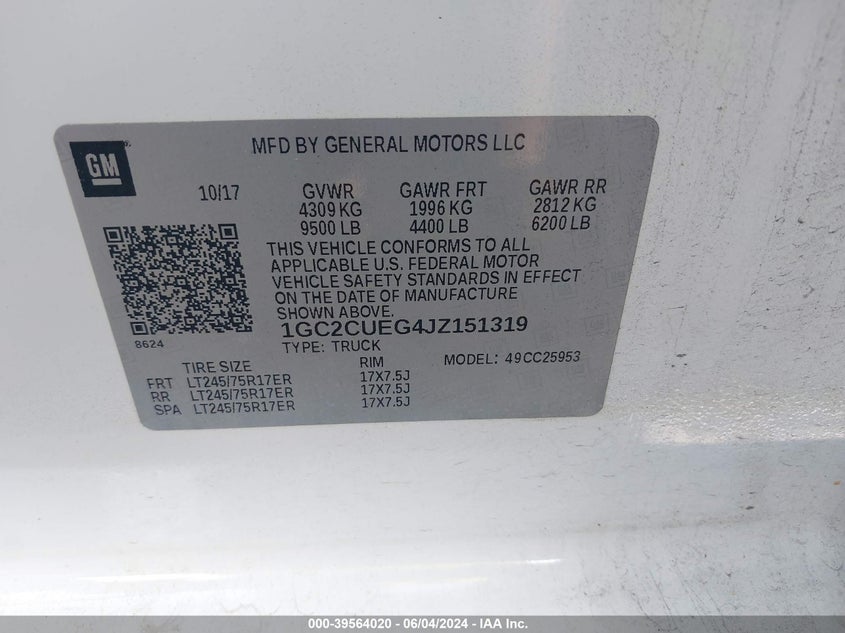 GM
MFD BY GENERAL MOTORS LLC
10/17 GVWR GAWR FRT GAWR RR
4309 KG 1996 KG 2812 KG
9500 LB 4400 LB 6200 LB
THIS VEHICLE CONFORMS TO ALL
APPLICABLE U.S. FEDERAL MOTOR
VEHICLE SAFETY STANDARDS IN EFFECT
ON THE DATE OF MANUFACTURE
SHOWN ABOVE.
1GC2CUEG4JZ151319
8624
TYPE: TRUCK MODEL: 49CC25953
TIRE SIZE RIM
FRT LT245/75R17ER 17X7.5J
RR LT245/75R17ER 17X7.5J
SPA LT245/75R17ER 17X7.5J
000-39564020 - 06/04/2024 - IAA Inc.